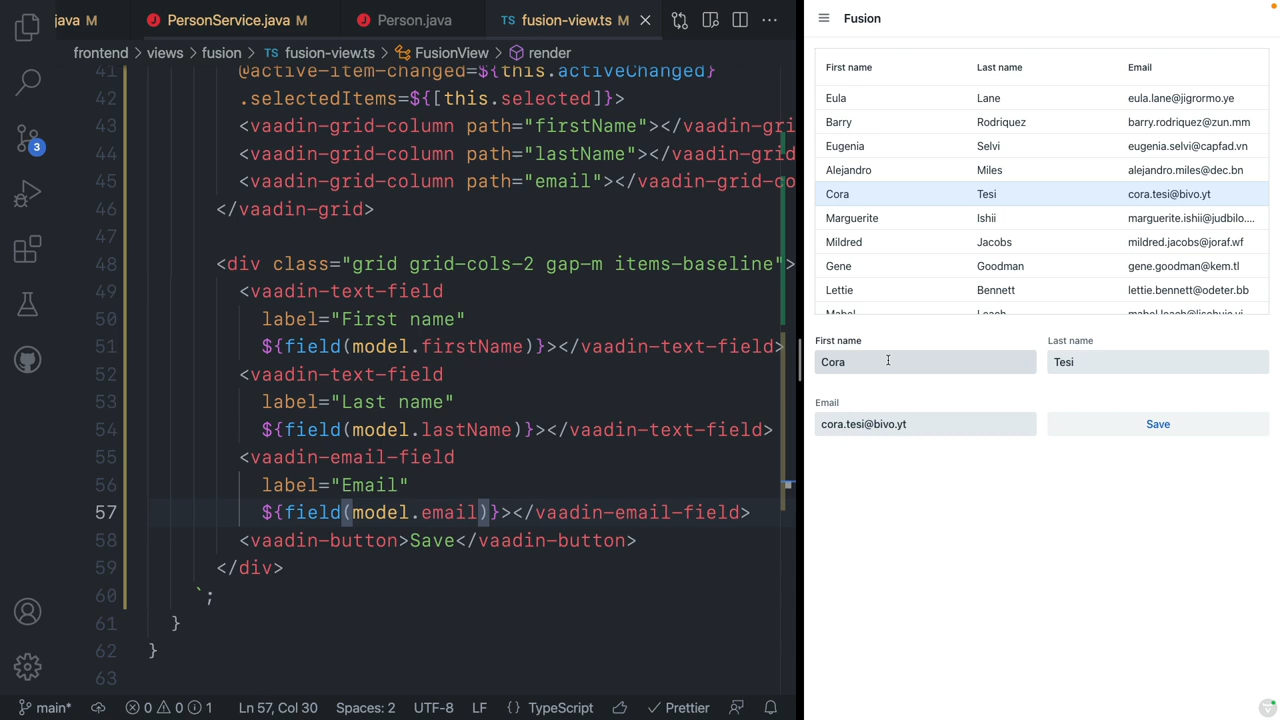 java M
PersonService.java M
Person.java
TS fusion-view.ts M
frontend > views > fusion > TS fusion-view.ts > FusionView > render
41 @active-item-changed=${this.activeChanged}
42 .selectedItems=${[this.selected]}>
43 <vaadin-grid-column path="firstName"></vaadin-gri
44 <vaadin-grid-column path="lastName"></vaadin-grid
45 <vaadin-grid-column path="email"></vaadin-grid-co
46 </vaadin-grid>
47
48 <div class="grid grid-cols-2 gap-m items-baseline">
49 <vaadin-text-field
50 label="First name"
51 ${field(model.firstName)}></vaadin-text-field>
52 <vaadin-text-field
53 label="Last name"
54 ${field(model.lastName)}></vaadin-text-field>
55 <vaadin-email-field
56 label="Email"
57 ${field(model.email)}></vaadin-email-field>
58 <vaadin-button>Save</vaadin-button>
59 </div>
60 `;
61 }
62 }
63
3
main* 0 0 1 Ln 57, Col 30 Spaces: 2 UTF-8 LF {} TypeScript Prettier
Fusion
First name Last name Email
Eula Lane eula.lane@jigrormo.ye
Barry Rodriquez barry.rodriquez@zun.mm
Eugenia Selvi eugenia.selvi@capfad.vn
Alejandro Miles alejandro.miles@dec.bn
Cora Tesi cora.tesi@bivo.yt
Marguerite Ishii marguerite.ishii@judbilo....
Mildred Jacobs mildred.jacobs@joraf.wf
Gene Goodman gene.goodman@kem.tl
Lettie Bennett lettie.bennett@odeter.bb
Mabel Leach
First name Last name
Cora Tesi
Email
cora.tesi@bivo.yt Save